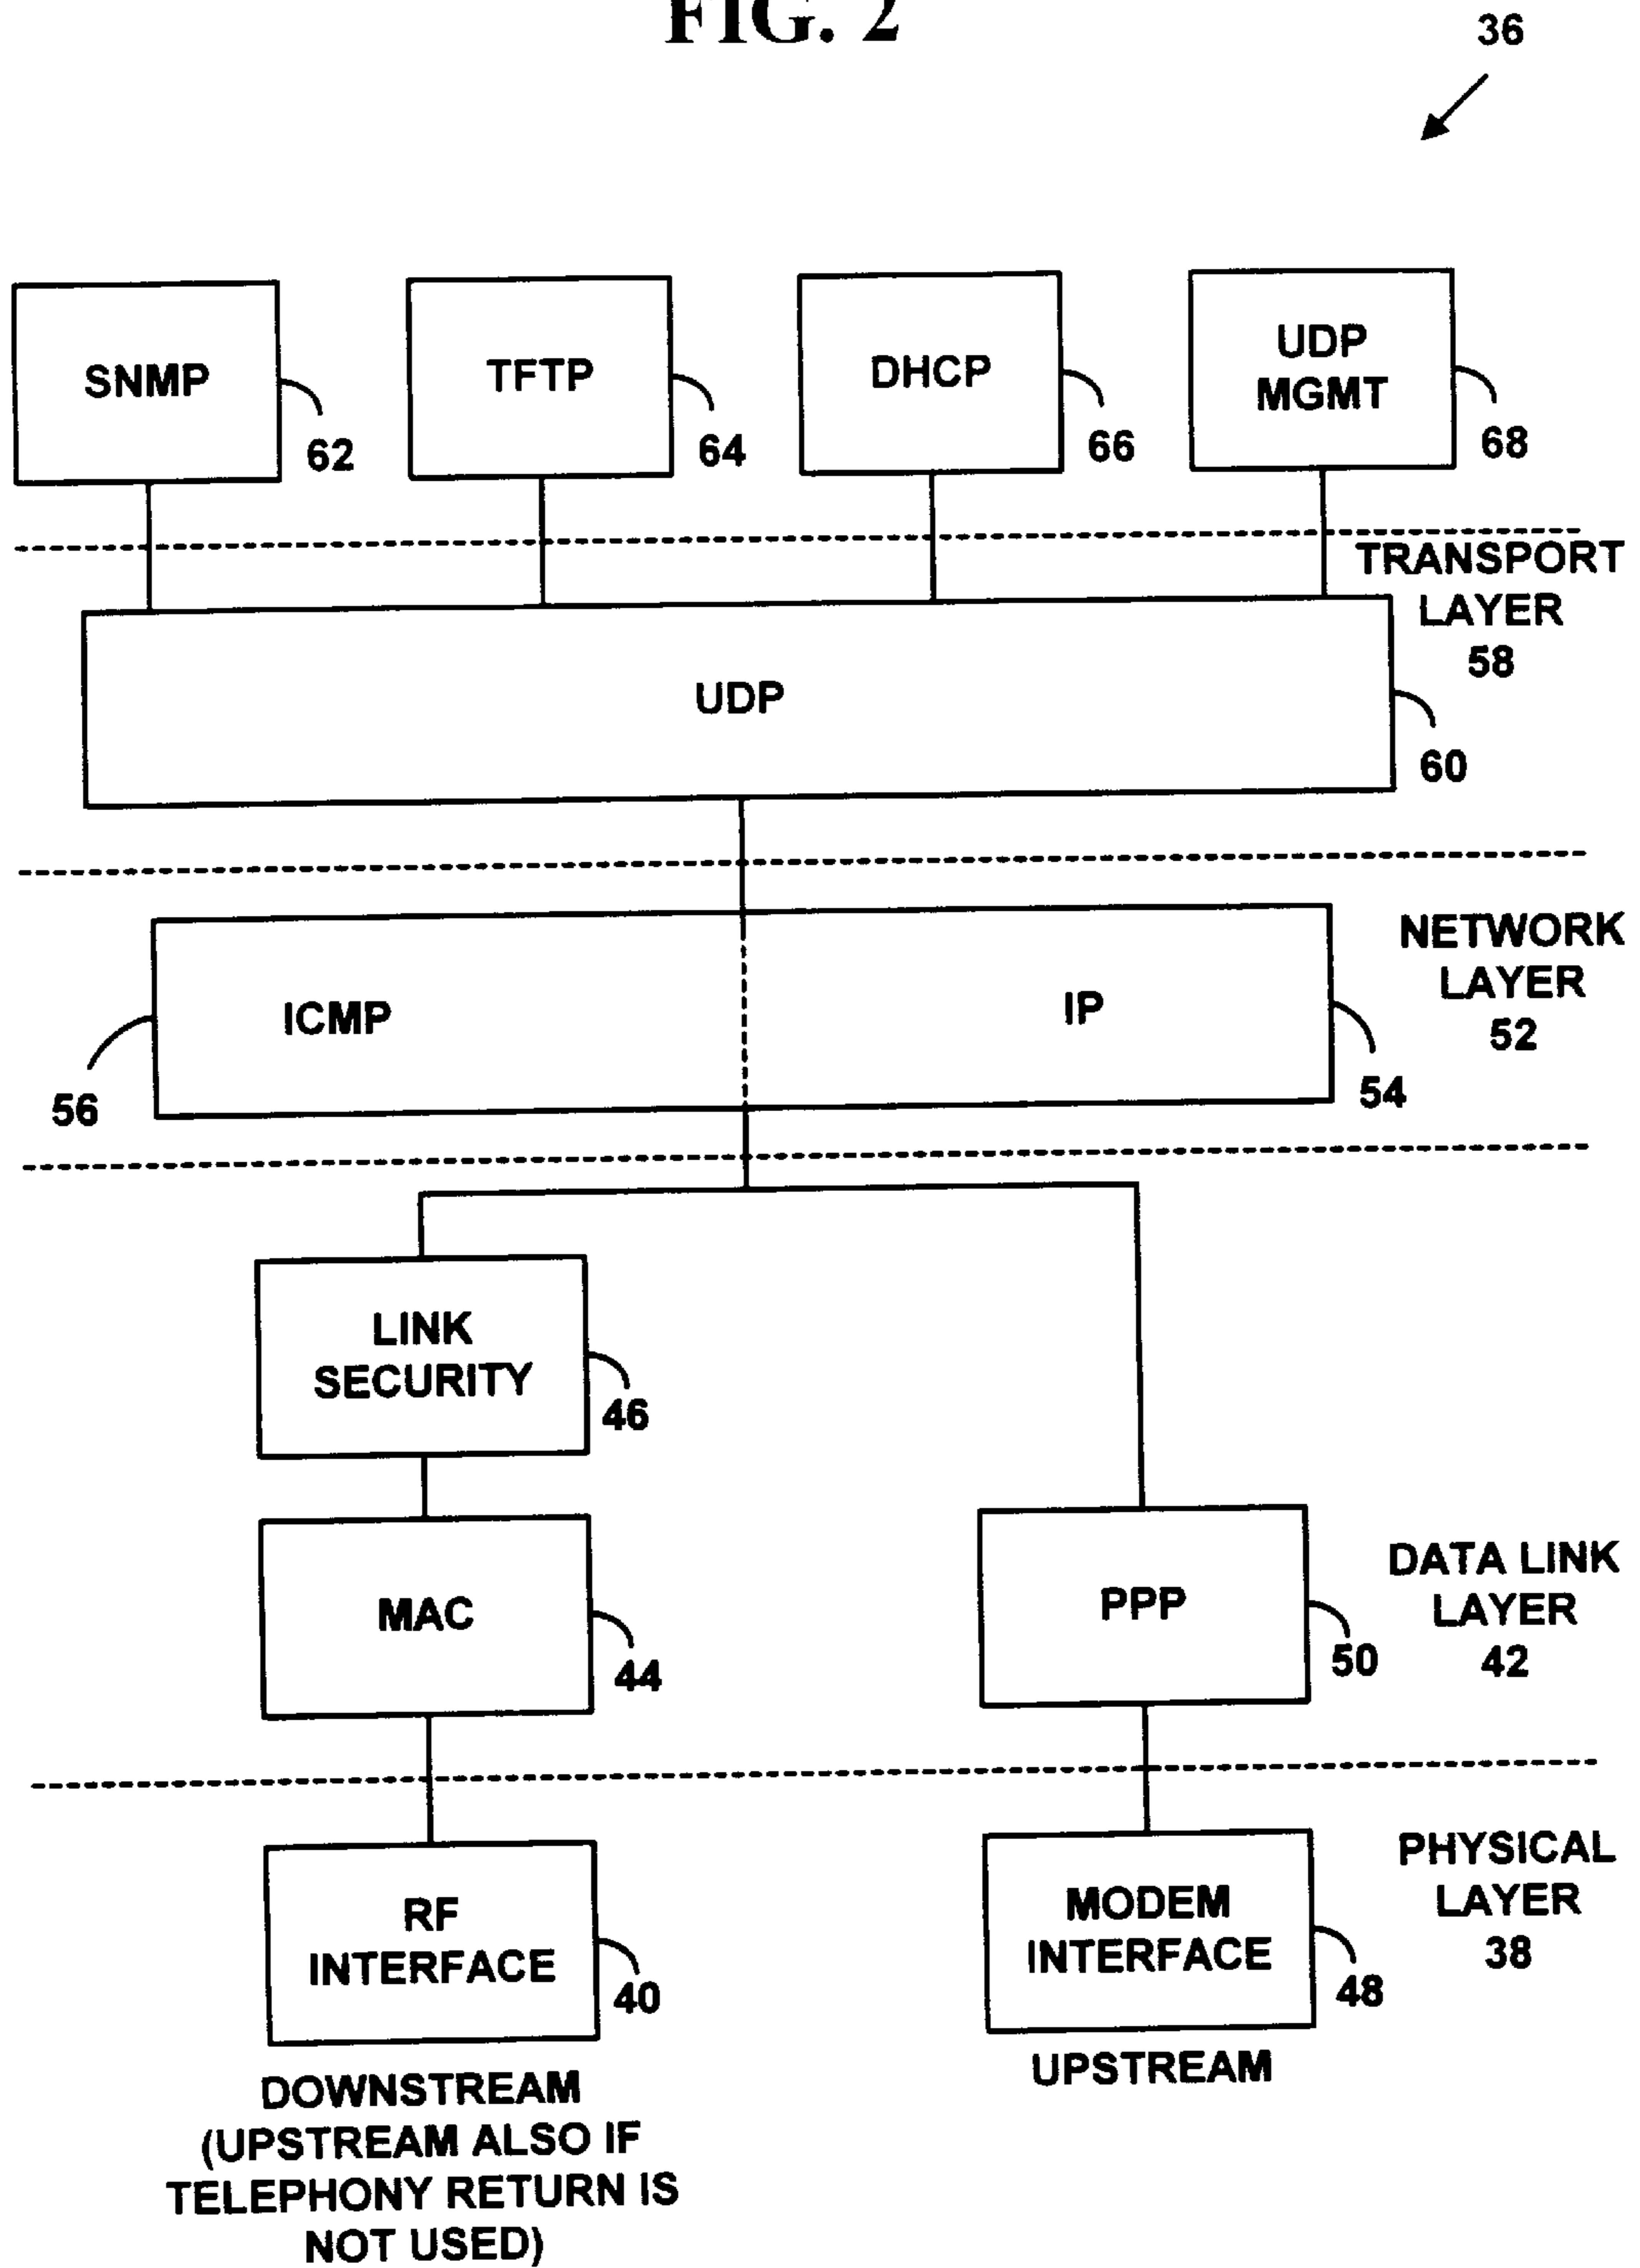 FIG. 2
36
SNMP
62
TFTP
64
DHCP
66
UDP
MGMT
68
TRANSPORT
LAYER
58
UDP
60
NETWORK
LAYER
52
ICMP
56
IP
54
LINK
SECURITY
46
MAC
44
PPP
50
DATA LINK
LAYER
42
RF
INTERFACE
40
MODEM
INTERFACE
48
PHYSICAL
LAYER
38
DOWNSTREAM
(UPSTREAM ALSO IF
TELEPHONY RETURN IS
NOT USED)
UPSTREAM